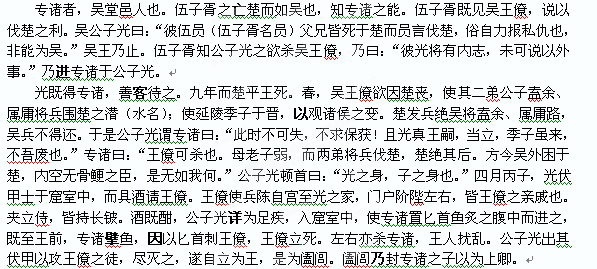 专诸者，吴堂邑人也。伍子胥之亡楚而如吴也，知专诸之能。伍子胥既见吴王僚，说以
伐楚之利。吴公子光曰：“彼伍员（伍子胥名员）父兄皆死于楚而员言伐楚，俗自力报私仇也，
非能为吴。”吴王乃止。伍子胥知公子光之欲杀吴王僚，乃曰：“彼光将有内志，未可说以外
事。”乃进专诸于公子光。
光既得专诸，善客待之。九年而楚平王死。春，吴王僚欲因楚丧，使其二弟公子盖余、
属庸将兵围楚之灊（水名）；使延陵季子于晋，以观诸侯之变。楚发兵绝吴将盖余、属庸路，
吴兵不得还。于是公子光谓专诸曰：“此时不可失，不求保获！且光真王嗣，当立，季子虽来，
不吾废也。”专诸曰：“王僚可杀也。母老子弱，而两弟将兵伐楚，楚绝其后。方今吴外困于
楚，内空无骨鲠之臣，是无如我何。”公子光顿首曰：“光之身，子之身也。”四月丙子，光伏
甲士于窟室中，而具酒请王僚。王僚使兵陈自宫至光之家，门户阶陛左右，皆王僚之亲戚也。
夹立侍，皆持长铍。酒既酣，公子光详为足疾，入窟室中，使专诸置匕首鱼炙之腹中而进之，
既至王前，专诸擘鱼，因以匕首刺王僚，王僚立死。左右亦杀专诸，王人扰乱。公子光出其
伏甲以攻王僚之徒，尽灭之，遂自立为王，是为阖闾。阖闾乃封专诸之子以为上卿。